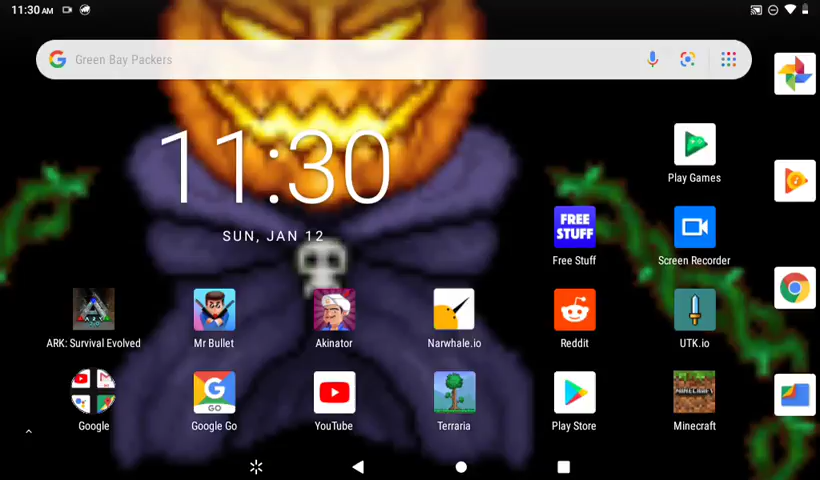 11:30 AM
Green Bay Packers
11:30
SUN, JAN 12
Play Games
FREE STUFF
Free Stuff
Screen Recorder
ARK: Survival Evolved
Mr Bullet
Akinator
Narwhale.io
Reddit
UTK.io
GO
MINECRAFT
Google
Google Go
YouTube
Terraria
Play Store
Minecraft